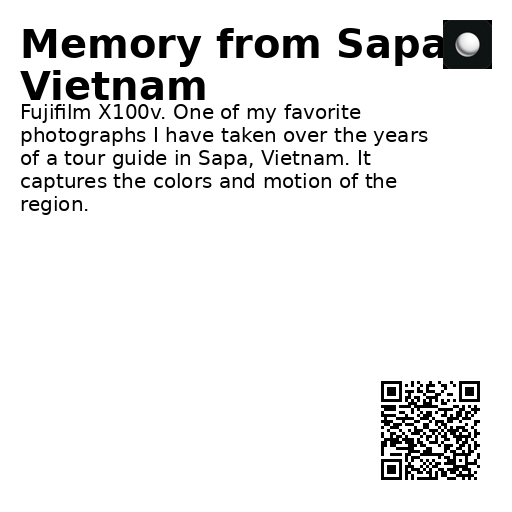 Memory from Sapa
Vietnam
Fujifilm X100v. One of my favorite
photographs I have taken over the years
of a tour guide in Sapa, Vietnam. It
captures the colors and motion of the
region.